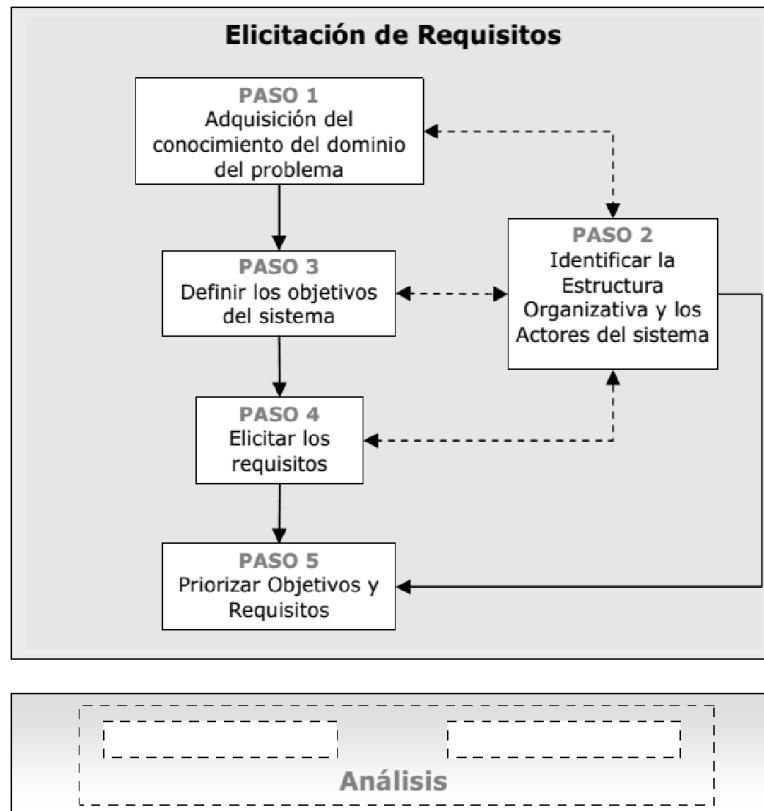 Elicitación de Requisitos
PASO 1
Adquisición del
conocimiento del dominio
del problema
PASO 2
Identificar la
Estructura
Organizativa y los
Actores del sistema
PASO 3
Definir los objetivos
del sistema
PASO 4
Elicitar los
requisitos
PASO 5
Priorizar Objetivos y
Requisitos
Análisis